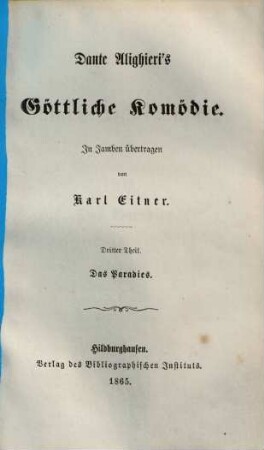 Dante Alighieri's
Göttliche Komödie.
In Jamben übertragen
von
Karl Eitner.
Dritter Theil.
Das Paradies.
Hildburghausen.
Verlag des Bibliographischen Instituts.
1865.